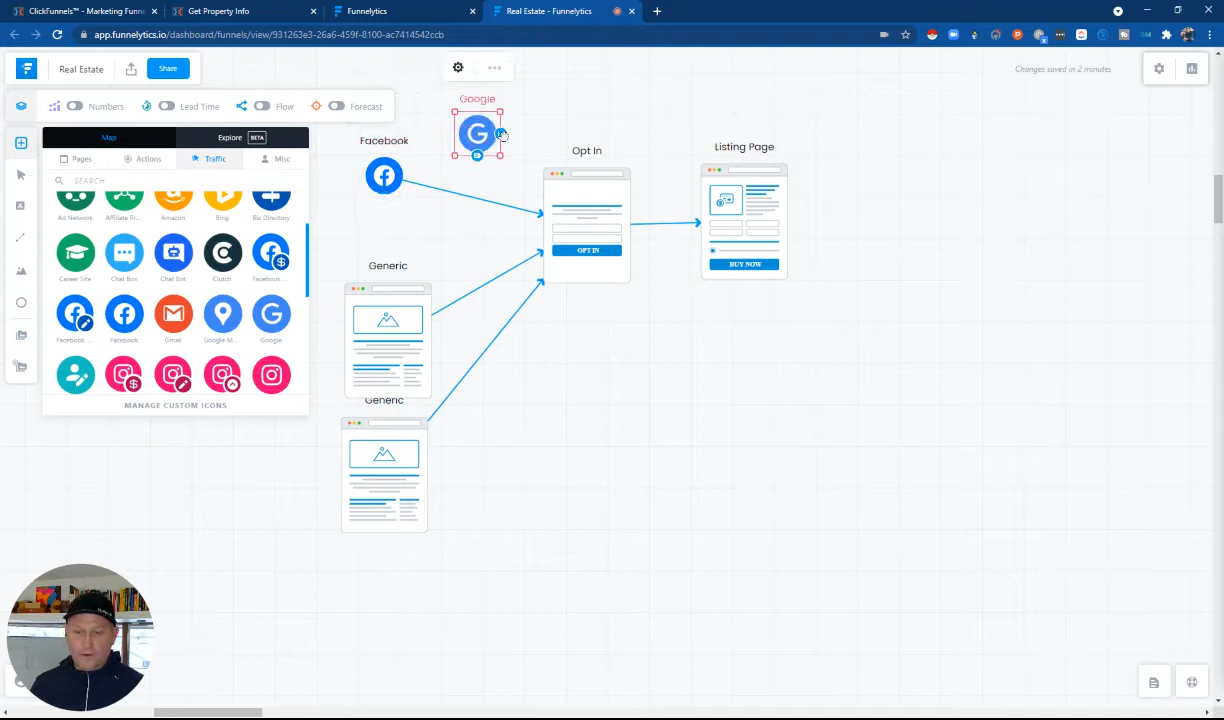 ClickFunnels™ - Marketing Funne
Get Property Info
Funnelytics
Real Estate - Funnelytics
app.funnelytics.io/dashboard/funnels/view/931263e3-26a6-459f-8100-ac7414542ccb
Real Estate
Share
Changes saved in 2 minutes
Numbers
Lead Time
Flow
Forecast
Map
Explore
BETA
Pages
Actions
Traffic
Misc
SEARCH
Ad Network
Affiliate Pr...
Amazon
Bing
Biz Directory
Career Site
Chat Box
Chat Bot
Clutch
Facebook ...
Facebook ...
Facebook
Gmail
Google M...
Google
MANAGE CUSTOM ICONS
Google
Facebook
Opt In
OPT IN
Listing Page
BUY NOW
Generic
Generic